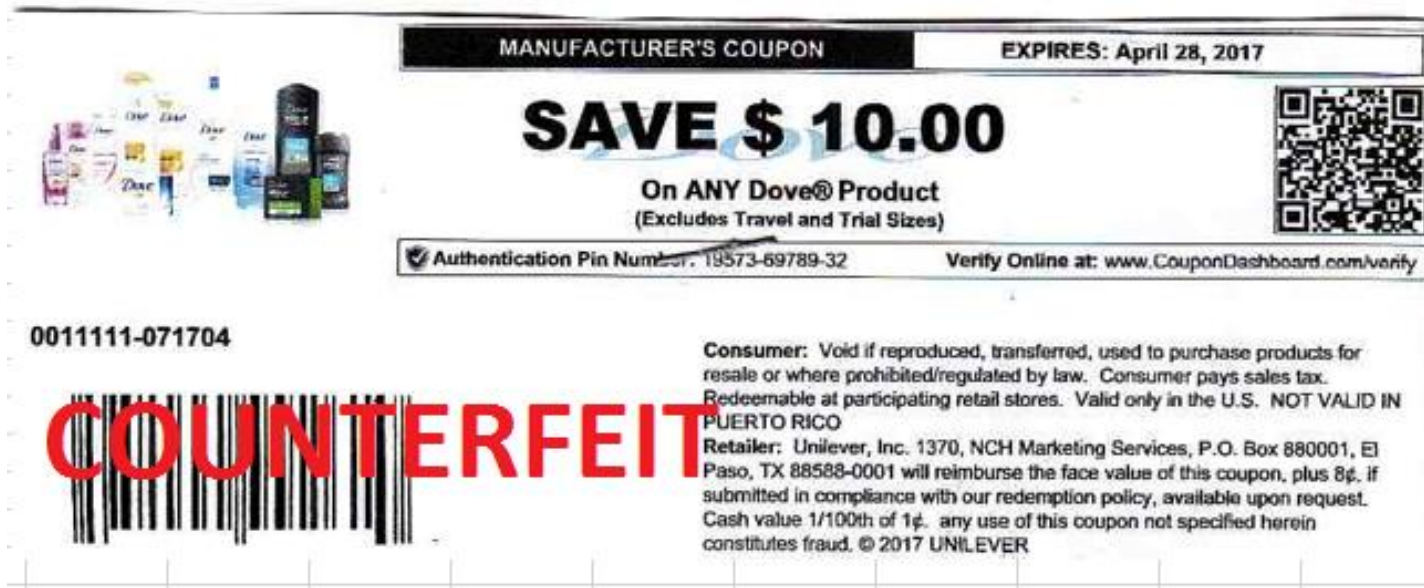 MANUFACTURER'S COUPON
EXPIRES: April 28, 2017
SAVE $ 10.00
Dove
On ANY Dove® Product
(Excludes Travel and Trial Sizes)
Authentication Pin Number: 19573-69789-32
Verify Online at: www.CouponDashboard.com/verify
0011111-071704
COUNTERFEIT
Consumer: Void if reproduced, transferred, used to purchase products for
resale or where prohibited/regulated by law. Consumer pays sales tax.
Redeemable at participating retail stores. Valid only in the U.S. NOT VALID IN
PUERTO RICO
Retailer: Unilever, Inc. 1370, NCH Marketing Services, P.O. Box 880001, El
Paso, TX 88588-0001 will reimburse the face value of this coupon, plus 8¢, if
submitted in compliance with our redemption policy, available upon request.
Cash value 1/100th of 1¢. any use of this coupon not specified herein
constitutes fraud. © 2017 UNILEVER